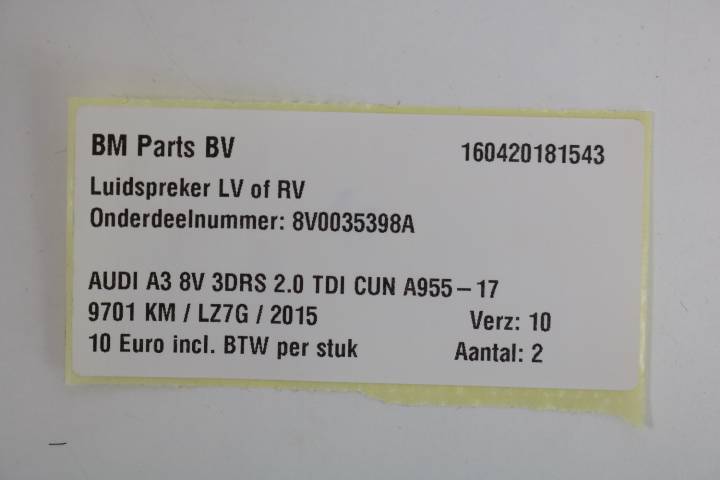 BM Parts BV 160420181543
Luidspreker LV of RV
Onderdeelnummer: 8V0035398A
AUDI A3 8V 3DRS 2.0 TDI CUN A955-17
9701 KM / LZ7G / 2015 Verz: 10
10 Euro incl. BTW per stuk Aantal: 2